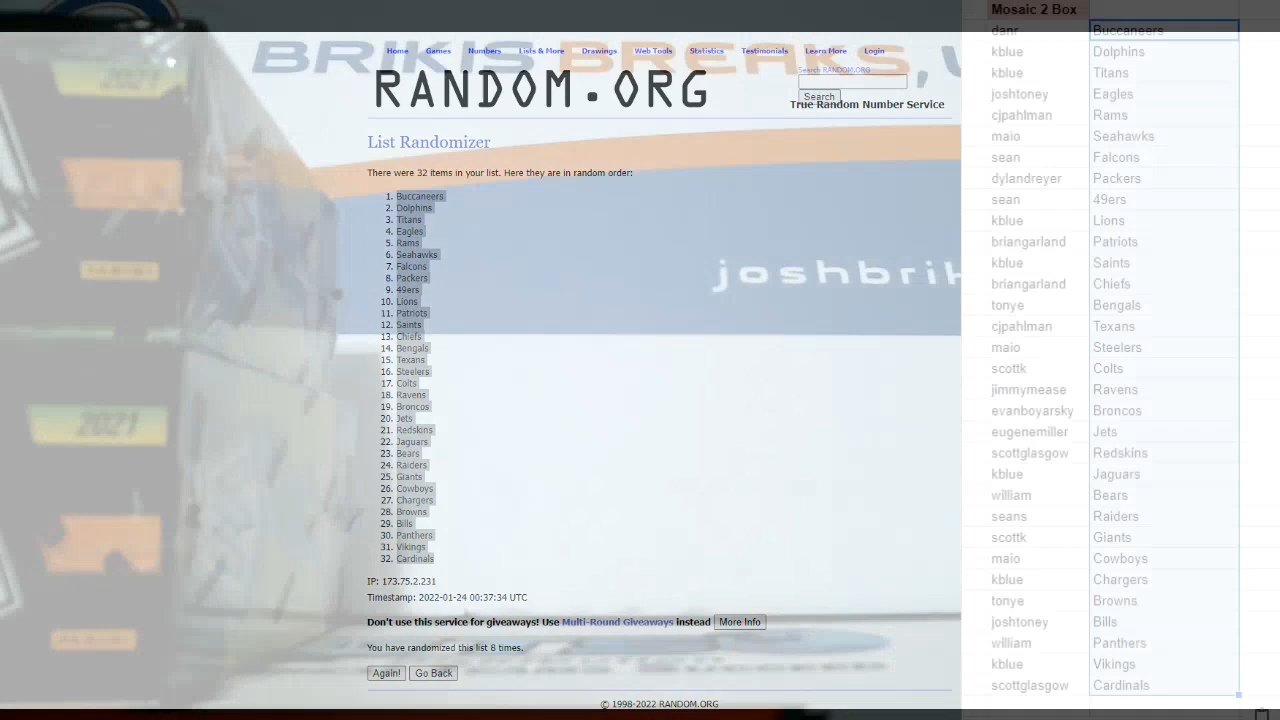 Mosaic 2 Box
Home Games Numbers Lists & More Drawings Web Tools Statistics Testimonials Learn More Login
RANDOM.ORG
Search RANDOM.ORG
Search
True Random Number Service
List Randomizer
There were 32 items in your list. Here they are in random order:
1. Buccaneers
2. Dolphins
3. Titans
4. Eagles
5. Rams
6. Seahawks
7. Falcons
8. Packers
9. 49ers
10. Lions
11. Patriots
12. Saints
13. Chiefs
14. Bengals
15. Texans
16. Steelers
17. Colts
18. Ravens
19. Broncos
20. Jets
21. Redskins
22. Jaguars
23. Bears
24. Raiders
25. Giants
26. Cowboys
27. Chargers
28. Browns
29. Bills
30. Panthers
31. Vikings
32. Cardinals
IP: 173.75.2.231
Timestamp: 2022-01-24 00:37:34 UTC
Don't use this service for giveaways! Use Multi-Round Giveaways instead More Info
You have randomized this list 8 times.
Again! Go Back
© 1998-2022 RANDOM.ORG
danr Buccaneers
kblue Dolphins
kblue Titans
joshtoney Eagles
cjpahlman Rams
maio Seahawks
sean Falcons
dylandreyer Packers
sean 49ers
kblue Lions
briangarland Patriots
kblue Saints
briangarland Chiefs
tonye Bengals
cjpahlman Texans
maio Steelers
scottk Colts
jimmymease Ravens
evanboyarsky Broncos
eugenemiller Jets
scottglasgow Redskins
kblue Jaguars
william Bears
seans Raiders
scottk Giants
maio Cowboys
kblue Chargers
tonye Browns
joshtoney Bills
william Panthers
kblue Vikings
scottglasgow Cardinals
joshbrik
2021